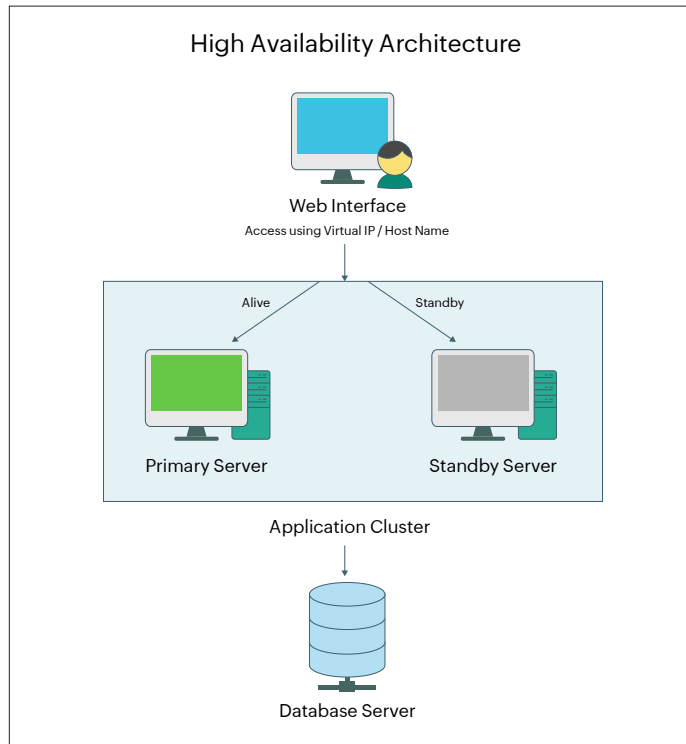 High Availability Architecture
Web Interface
Access using Virtual IP / Host Name
Alive
Standby
Primary Server
Standby Server
Application Cluster
Database Server